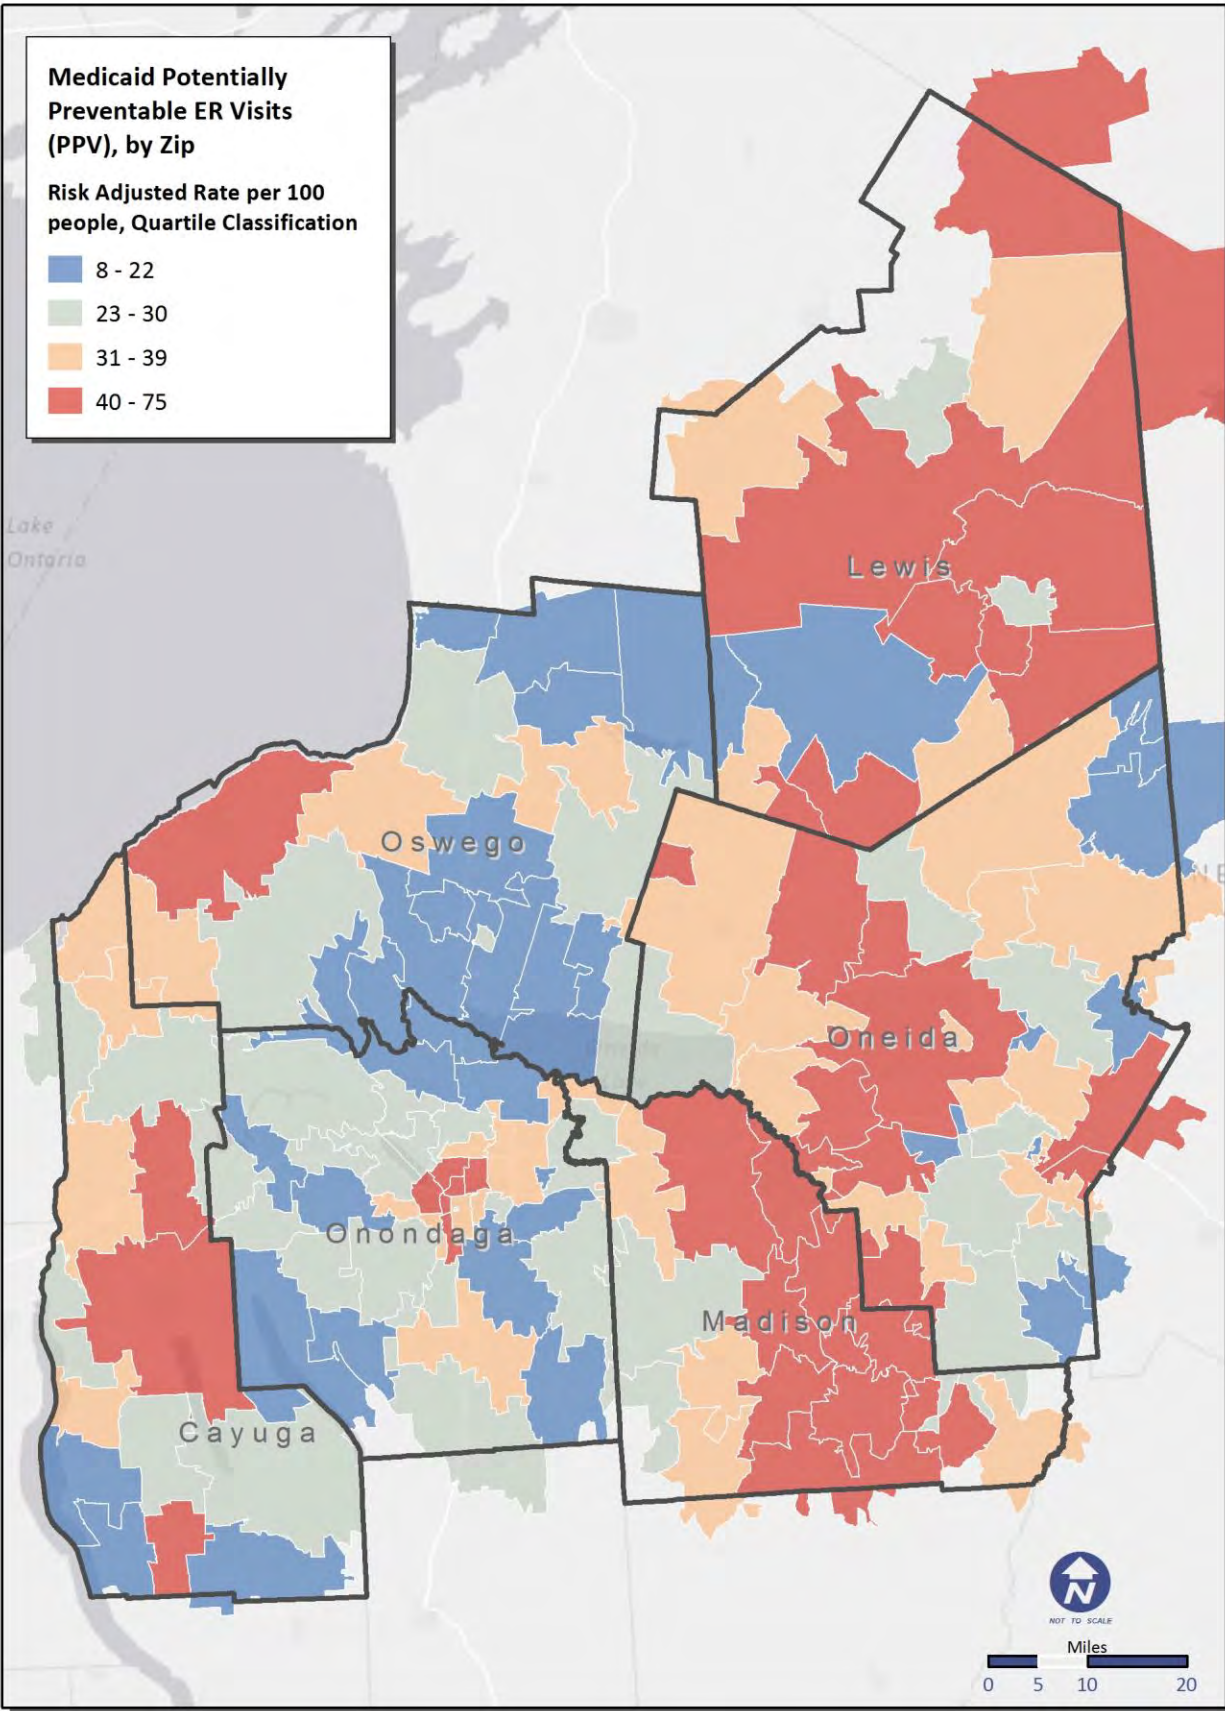 Medicaid Potentially
Preventable ER Visits
(PPV), by Zip
Risk Adjusted Rate per 100
people, Quartile Classification
8 - 22
23 - 30
31 - 39
40 - 75
Lake
Ontario
Lewis
Oswego
NE
Oneida
Onondaga
Madison
Cayuga
N
NOT TO SCALE
Miles
0 5 10 20